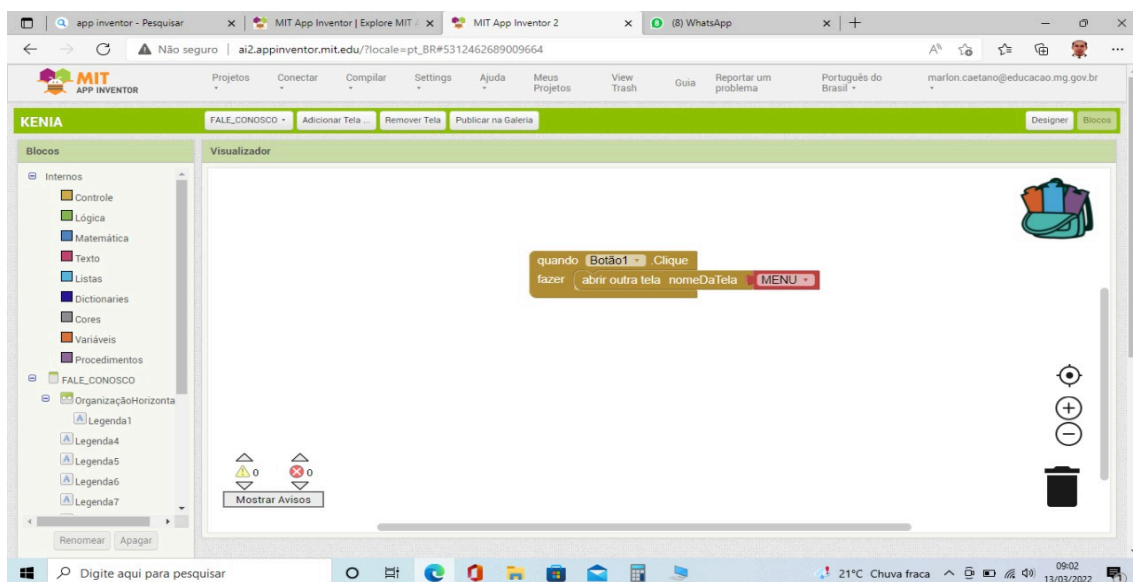 app inventor - Pesquisar
MIT App Inventor | Explore MIT
MIT App Inventor 2
(8) WhatsApp
Não seguro | ai2.appinventor.mit.edu/?locale=pt_BR#5312462689009664
MIT
APP INVENTOR
Projetos
Conectar
Compilar
Settings
Ajuda
Meus Projetos
View Trash
Guia
Reportar um problema
Português do Brasil
marlon.caetano@educacao.mg.gov.br
KENIA
FALE_CONOSCO
Adicionar Tela ...
Remover Tela
Publicar na Galeria
Designer
Blocos
Blocos
Visualizador
Internos
Controle
Lógica
Matemática
Texto
Listas
Dictionaries
Cores
Variáveis
Procedimentos
FALE_CONOSCO
OrganizaçãoHorizonta
Legenda1
Legenda4
Legenda5
Legenda6
Legenda7
Renomear
Apagar
quando Botão1 .Clique
fazer abrir outra tela nomeDaTela MENU
0
0
Mostrar Avisos
Digite aqui para pesquisar
21°C Chuva fraca
09:02
13/03/2022